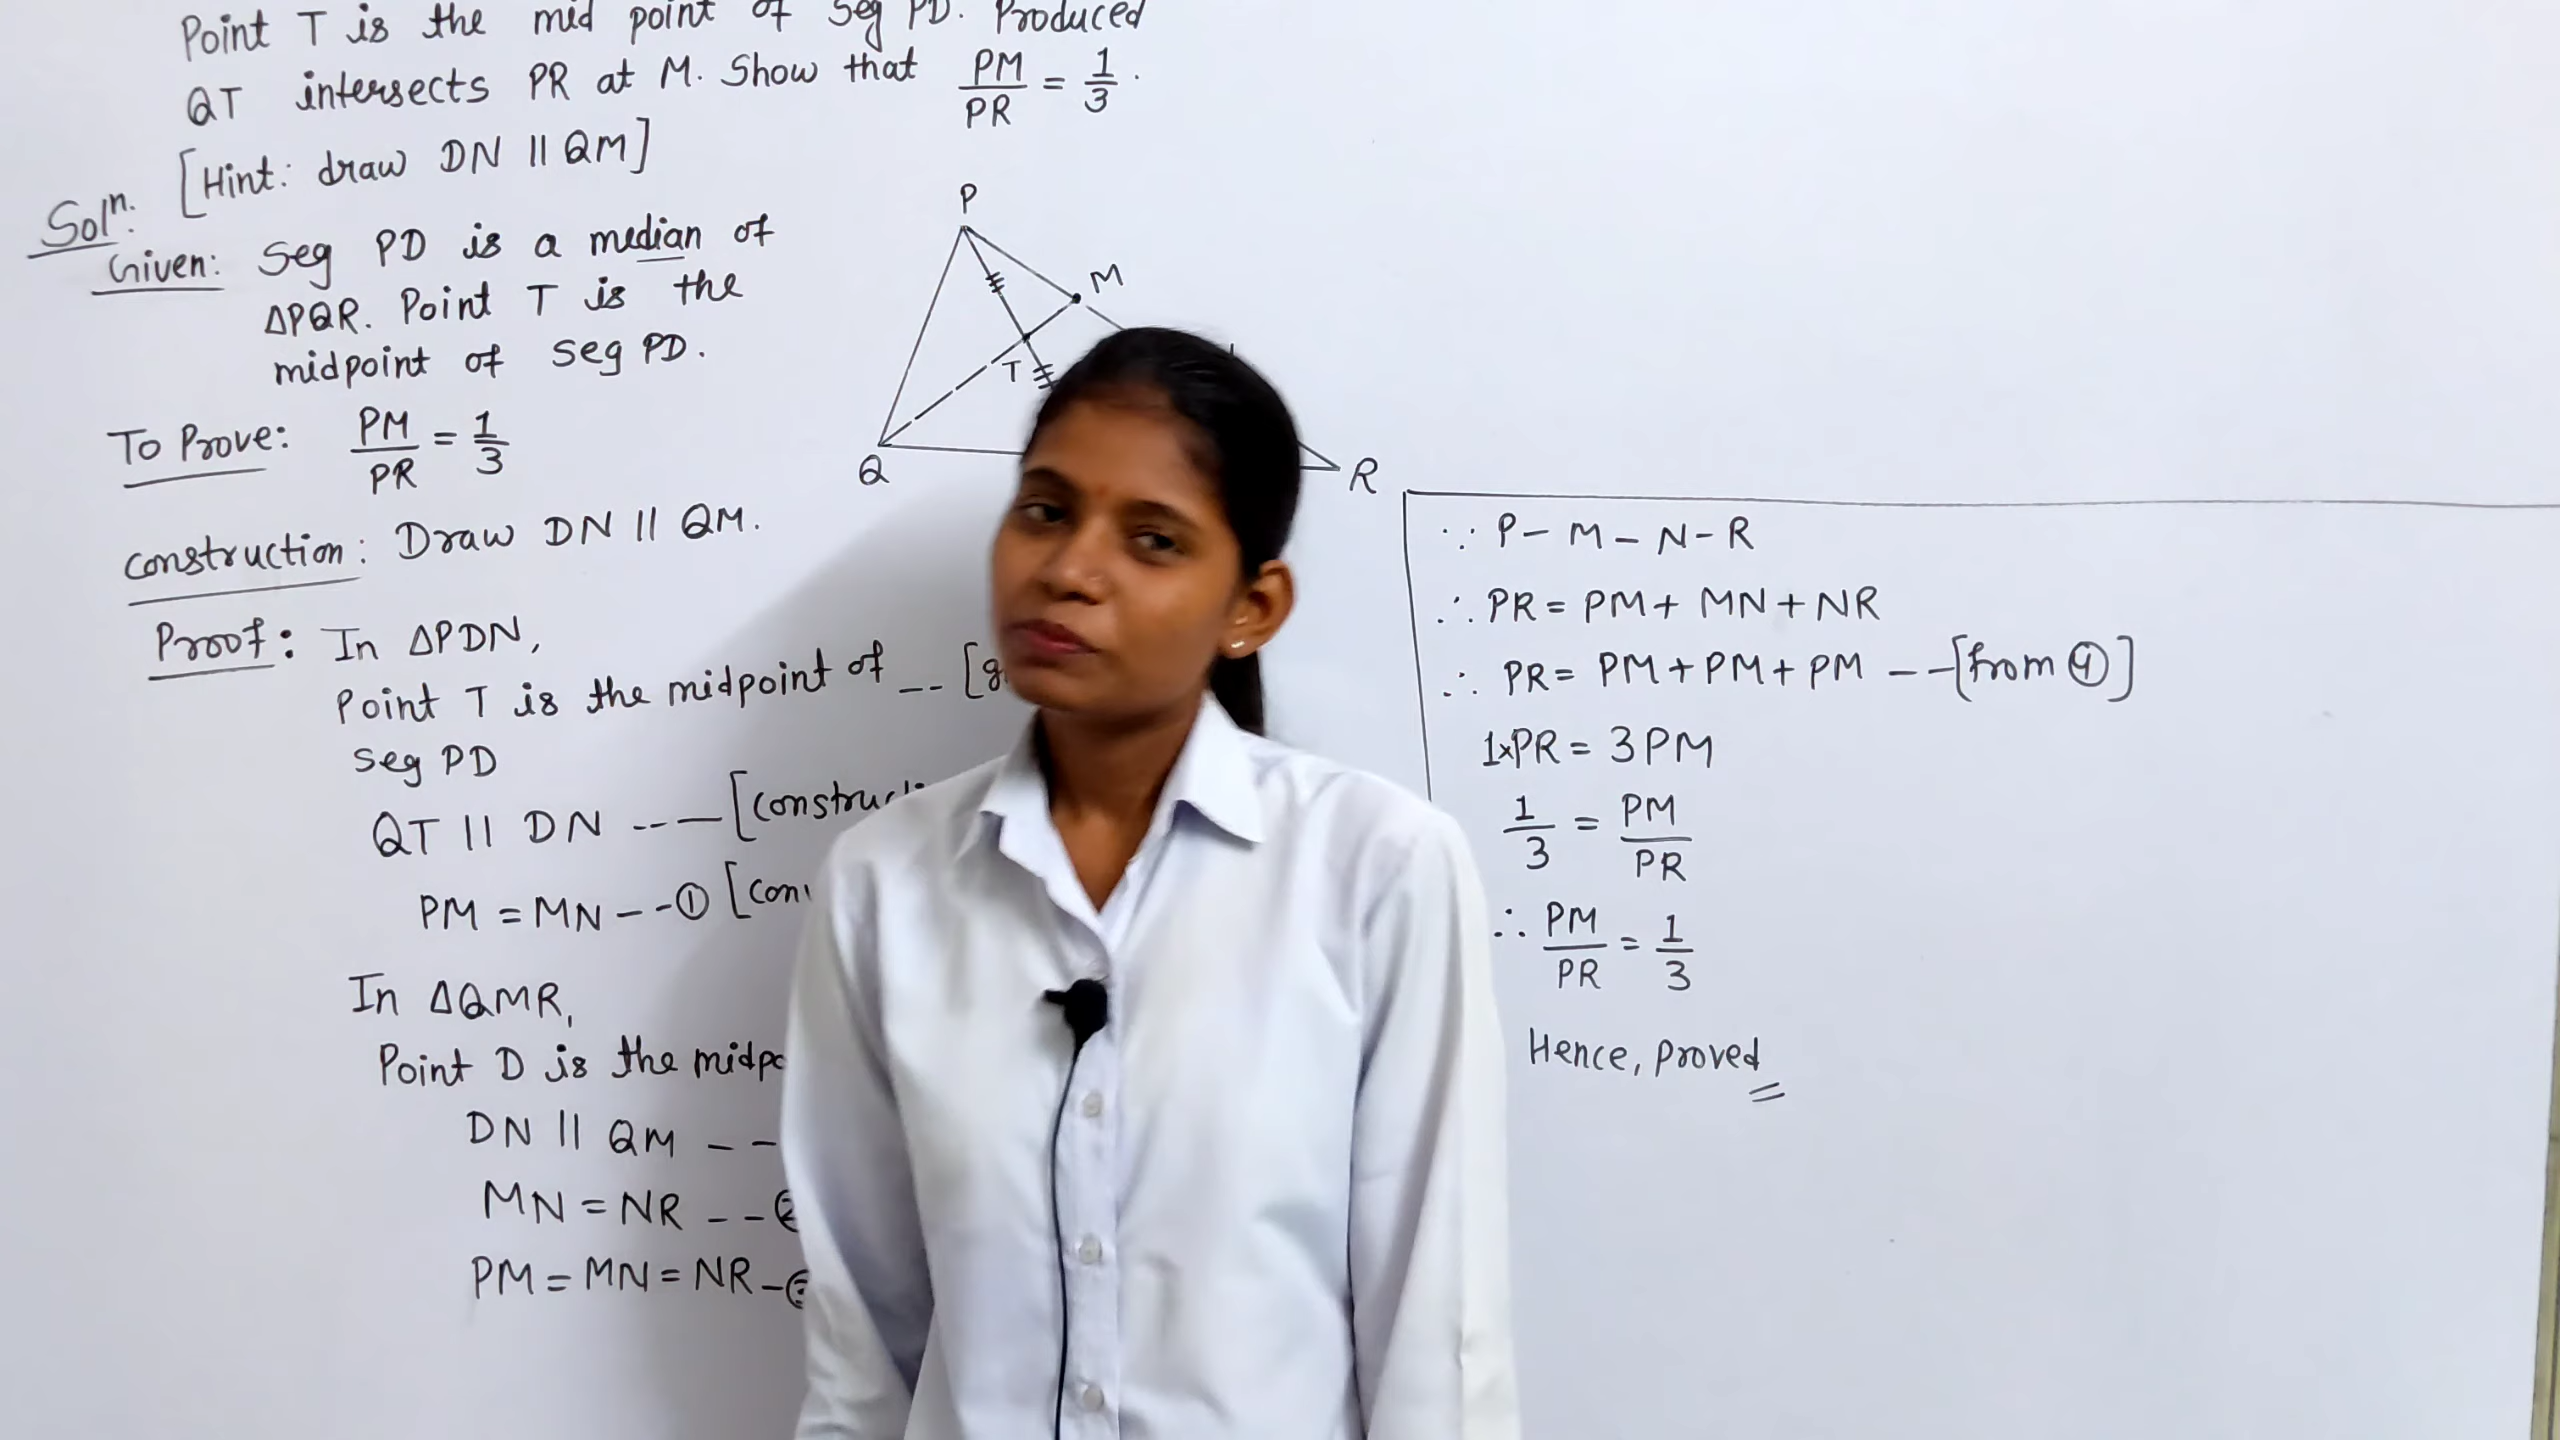 Point T is the mid point of Seg PD. Produced
QT intersects PR at M. Show that PM/PR = 1/3.
[Hint: draw DN || QM]
Solⁿ.
Given: Seg PD is a median of
ΔPQR. Point T is the
midpoint of seg PD.
To Prove: PM/PR = 1/3
Construction: Draw DN || QM.
Proof: In ΔPDN,
Point T is the midpoint of -- [
seg PD
QT || DN --- [
PM = MN -- ① [
In ΔQMR,
Point D is the
DN || QM --
MN = NR --
PM = MN = NR -
P
M
T
Q
R
∵ P - M - N - R
∴ PR = PM + MN + NR
∴ PR = PM + PM + PM -- [from ④]
1×PR = 3PM
1/3 = PM/PR
∴ PM/PR = 1/3
Hence, proved